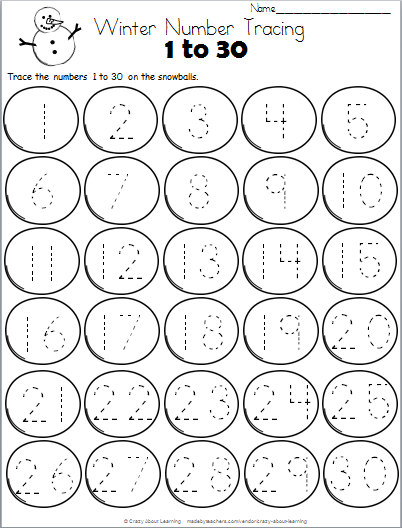 Name
Winter Number Tracing
1 to 30
Trace the numbers 1 to 30 on the snowballs.
1 2 3 4 5
6 7 8 9 10
11 12 13 14 15
16 17 18 19 20
21 22 23 24 25
26 27 28 29 30
© Crazy About Learning madebyteachers.com/vendor/crazy-about-learning